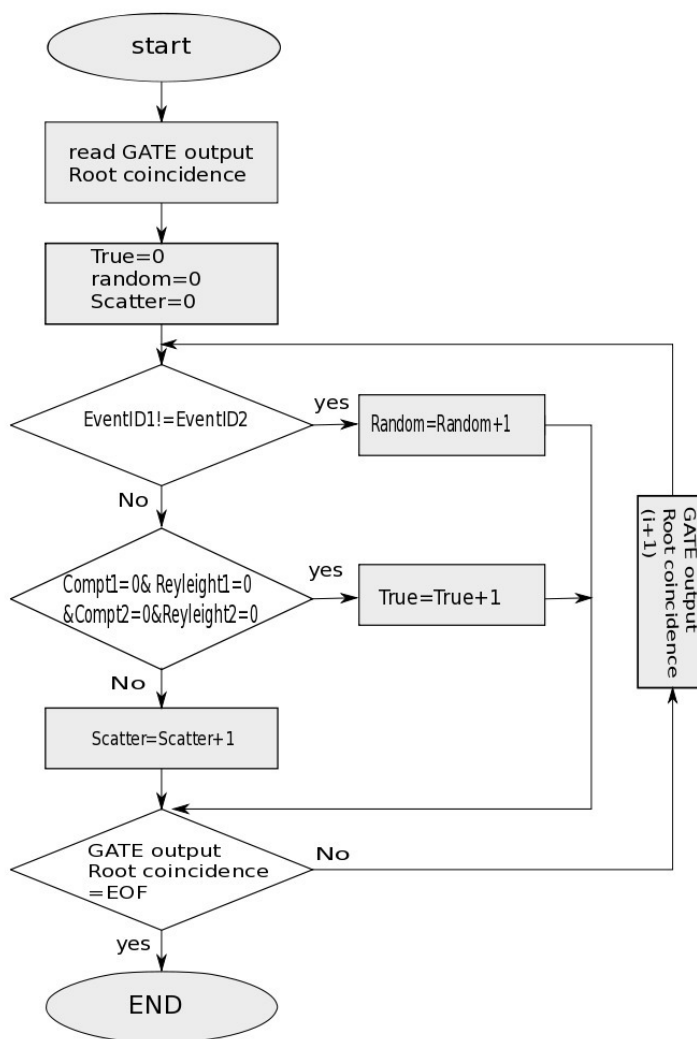 start
read GATE output
Root coincidence
True=0
random=0
Scatter=0
EventID1!=EventID2
yes
Random=Random+1
No
Compt1=0& Reyleight1=0
&Compt2=0&Reyleight2=0
yes
True=True+1
No
Scatter=Scatter+1
GATE output
Root coincidence
(i+1)
GATE output
Root coincidence
=EOF
No
yes
END